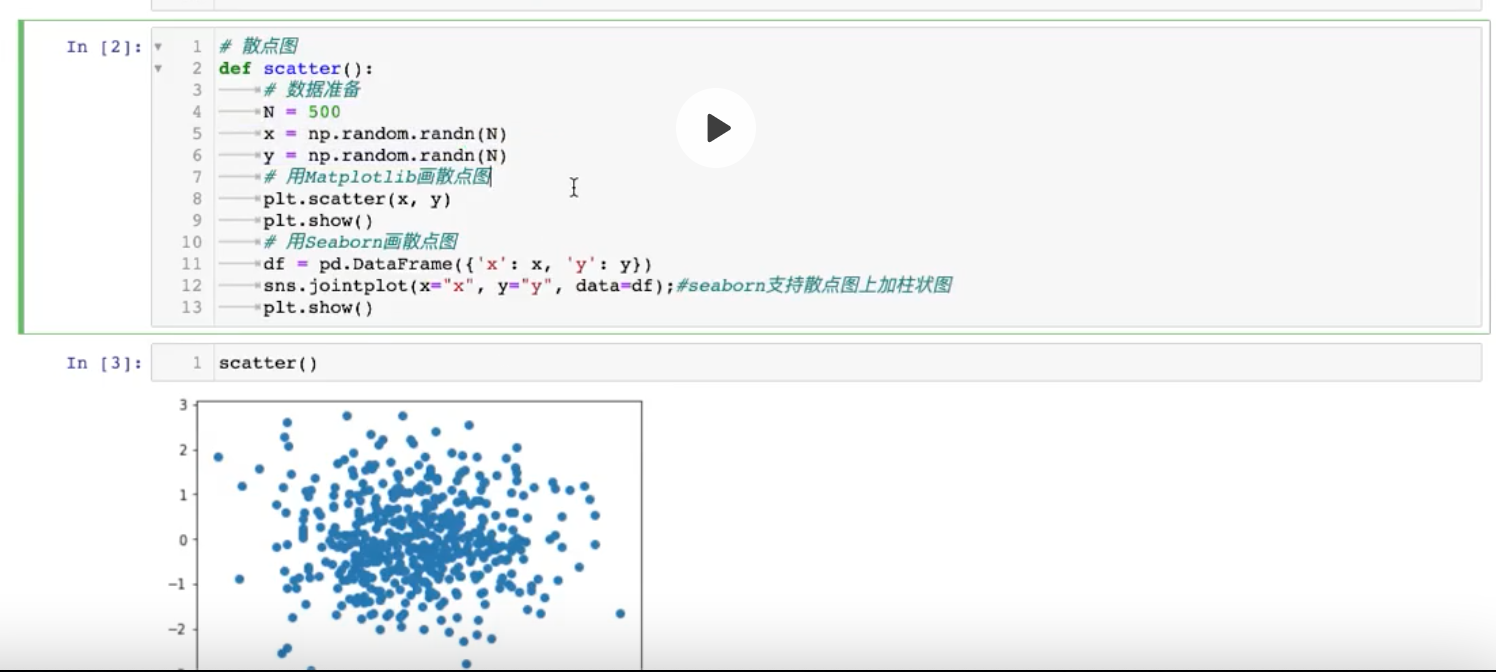 In [2]:
1 # 散点图
2 def scatter():
3 # 数据准备
4 N = 500
5 x = np.random.randn(N)
6 y = np.random.randn(N)
7 # 用Matplotlib画散点图
8 plt.scatter(x, y)
9 plt.show()
10 # 用Seaborn画散点图
11 df = pd.DataFrame({'x': x, 'y': y})
12 sns.jointplot(x="x", y="y", data=df);#seaborn支持散点图上加柱状图
13 plt.show()
In [3]:
1 scatter()
3
2
1
0
−1
−2